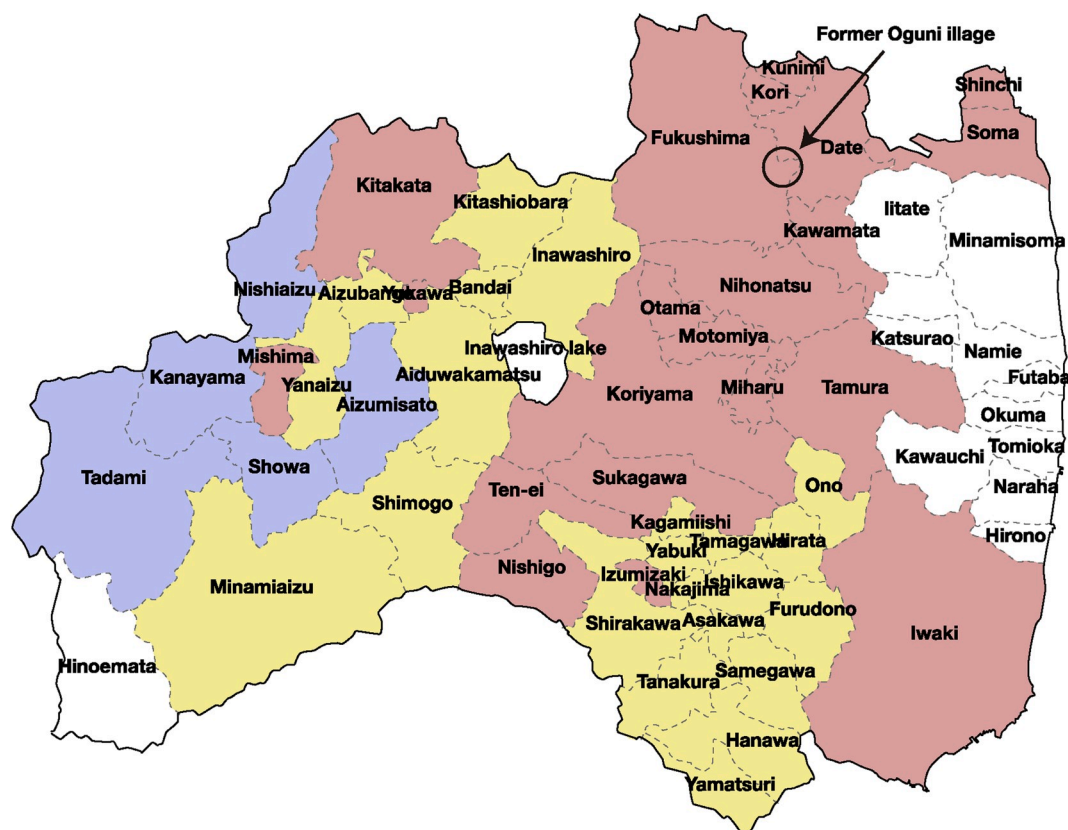 Former Oguni illage
Kunimi
Shinchi
Kori
Soma
Fukushima
Date
Kitakata
Kitashiobara
Iitate
Kawamata
Minamisoma
Inawashiro
Nishiaizu
Aizubange
Yukawa
Bandai
Nihonatsu
Otama
Motomiya
Katsurao
Namie
Inawashiro lake
Mishima
Kanayama
Yanaizu
Aiduwakamatsu
Futaba
Koriyama
Miharu
Tamura
Aizumisato
Okuma
Tomioka
Kawauchi
Showa
Tadami
Sukagawa
Ono
Naraha
Ten-ei
Shimogo
Kagamiishi
Hirono
Tamagawa
Hirata
Yabuki
Nishigo
Izumizaki
Ishikawa
Minamiaizu
Nakajima
Furudono
Shirakawa
Asakawa
Iwaki
Hinoemata
Samegawa
Tanakura
Hanawa
Yamatsuri